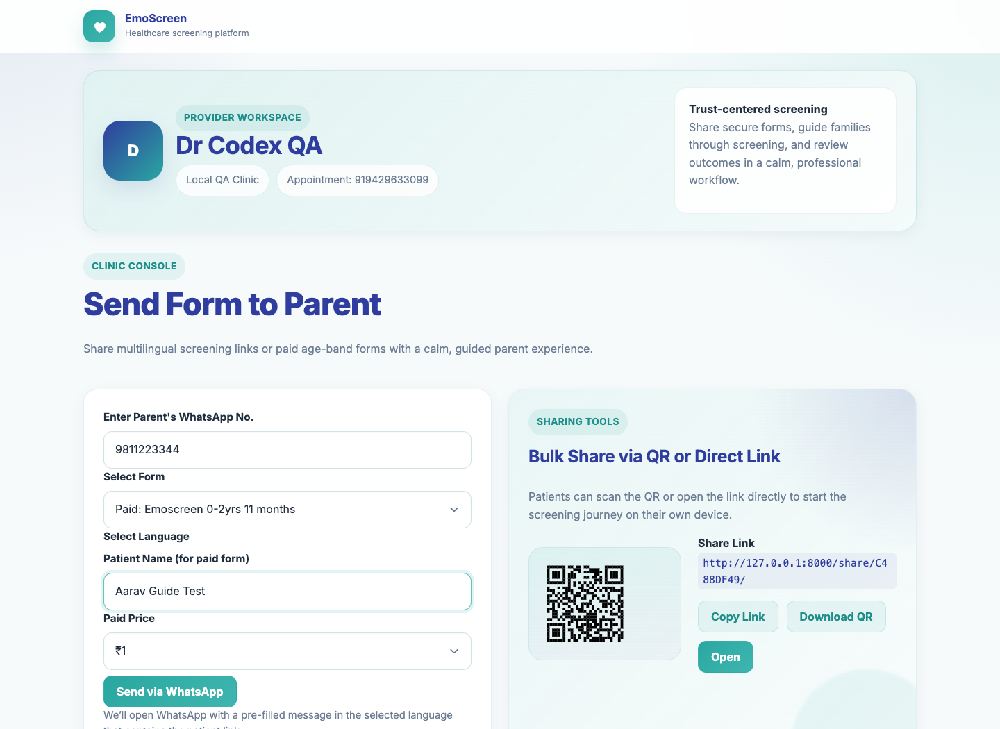 EmoScreen
Healthcare screening platform
D
PROVIDER WORKSPACE
Dr Codex QA
Local QA Clinic
Appointment: 919429633099
Trust-centered screening
Share secure forms, guide families
through screening, and review
outcomes in a calm, professional
workflow.
CLINIC CONSOLE
Send Form to Parent
Share multilingual screening links or paid age-band forms with a calm, guided parent experience.
Enter Parent's WhatsApp No.
9811223344
Select Form
Paid: Emoscreen 0-2yrs 11 months
Select Language
Patient Name (for paid form)
Aarav Guide Test
Paid Price
₹1
Send via WhatsApp
We’ll open WhatsApp with a pre-filled message in the selected language
that contains the patient link.
SHARING TOOLS
Bulk Share via QR or Direct Link
Patients can scan the QR or open the link directly to start the
screening journey on their own device.
Share Link
http://127.0.0.1:8000/share/C4
88DF49/
Copy Link
Download QR
Open